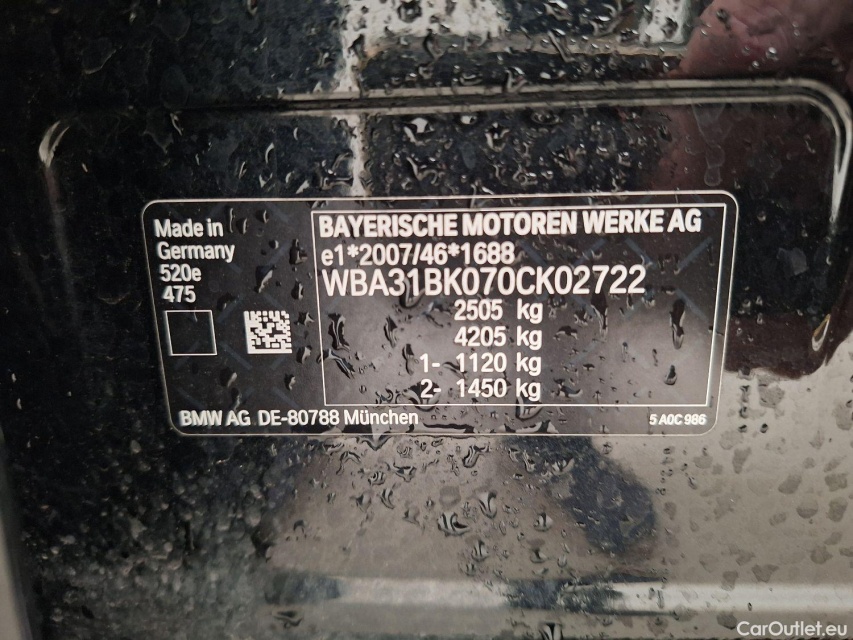 Made in
Germany
520e
475
BAYERISCHE MOTOREN WERKE AG
e1*2007/46*1688
WBA31BK070CK02722
2505 kg
4205 kg
1- 1120 kg
2- 1450 kg
BMW AG DE-80788 München
5 A0C 986
CarOutlet.eu